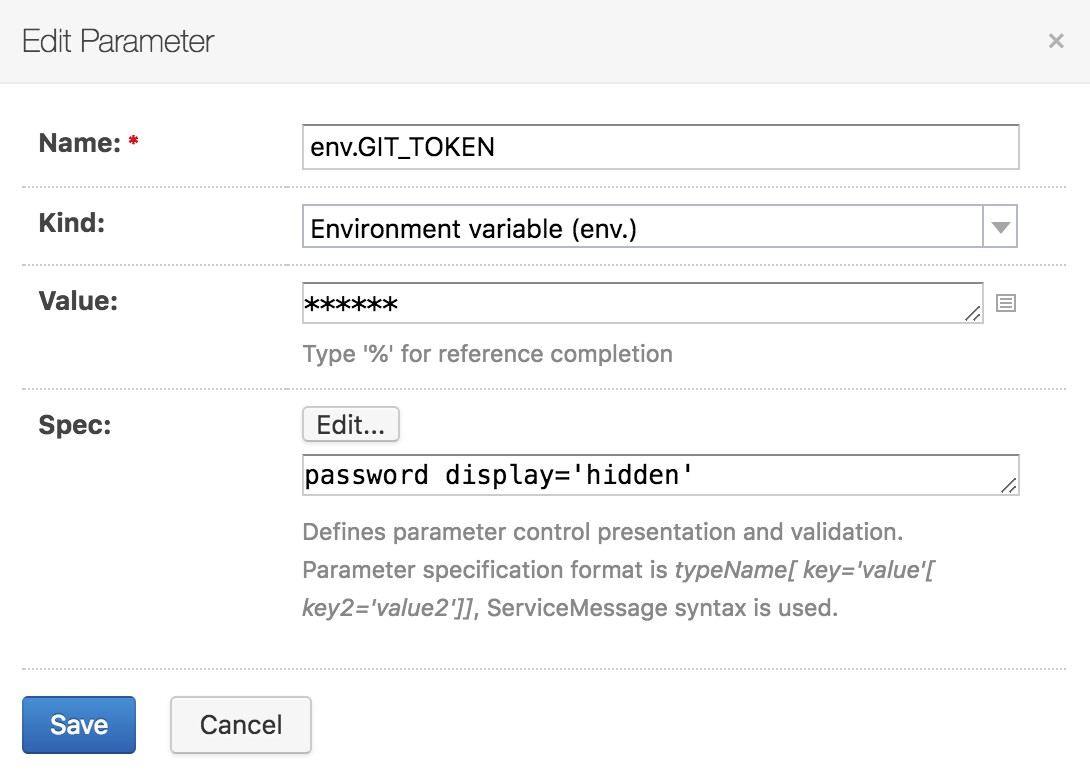 Edit Parameter ×
Name: * env.GIT_TOKEN
Kind: Environment variable (env.)
Value: ******
Type '%' for reference completion
Spec: Edit...
password display='hidden'
Defines parameter control presentation and validation.
Parameter specification format is typeName[ key='value'[
key2='value2']], ServiceMessage syntax is used.
Save Cancel